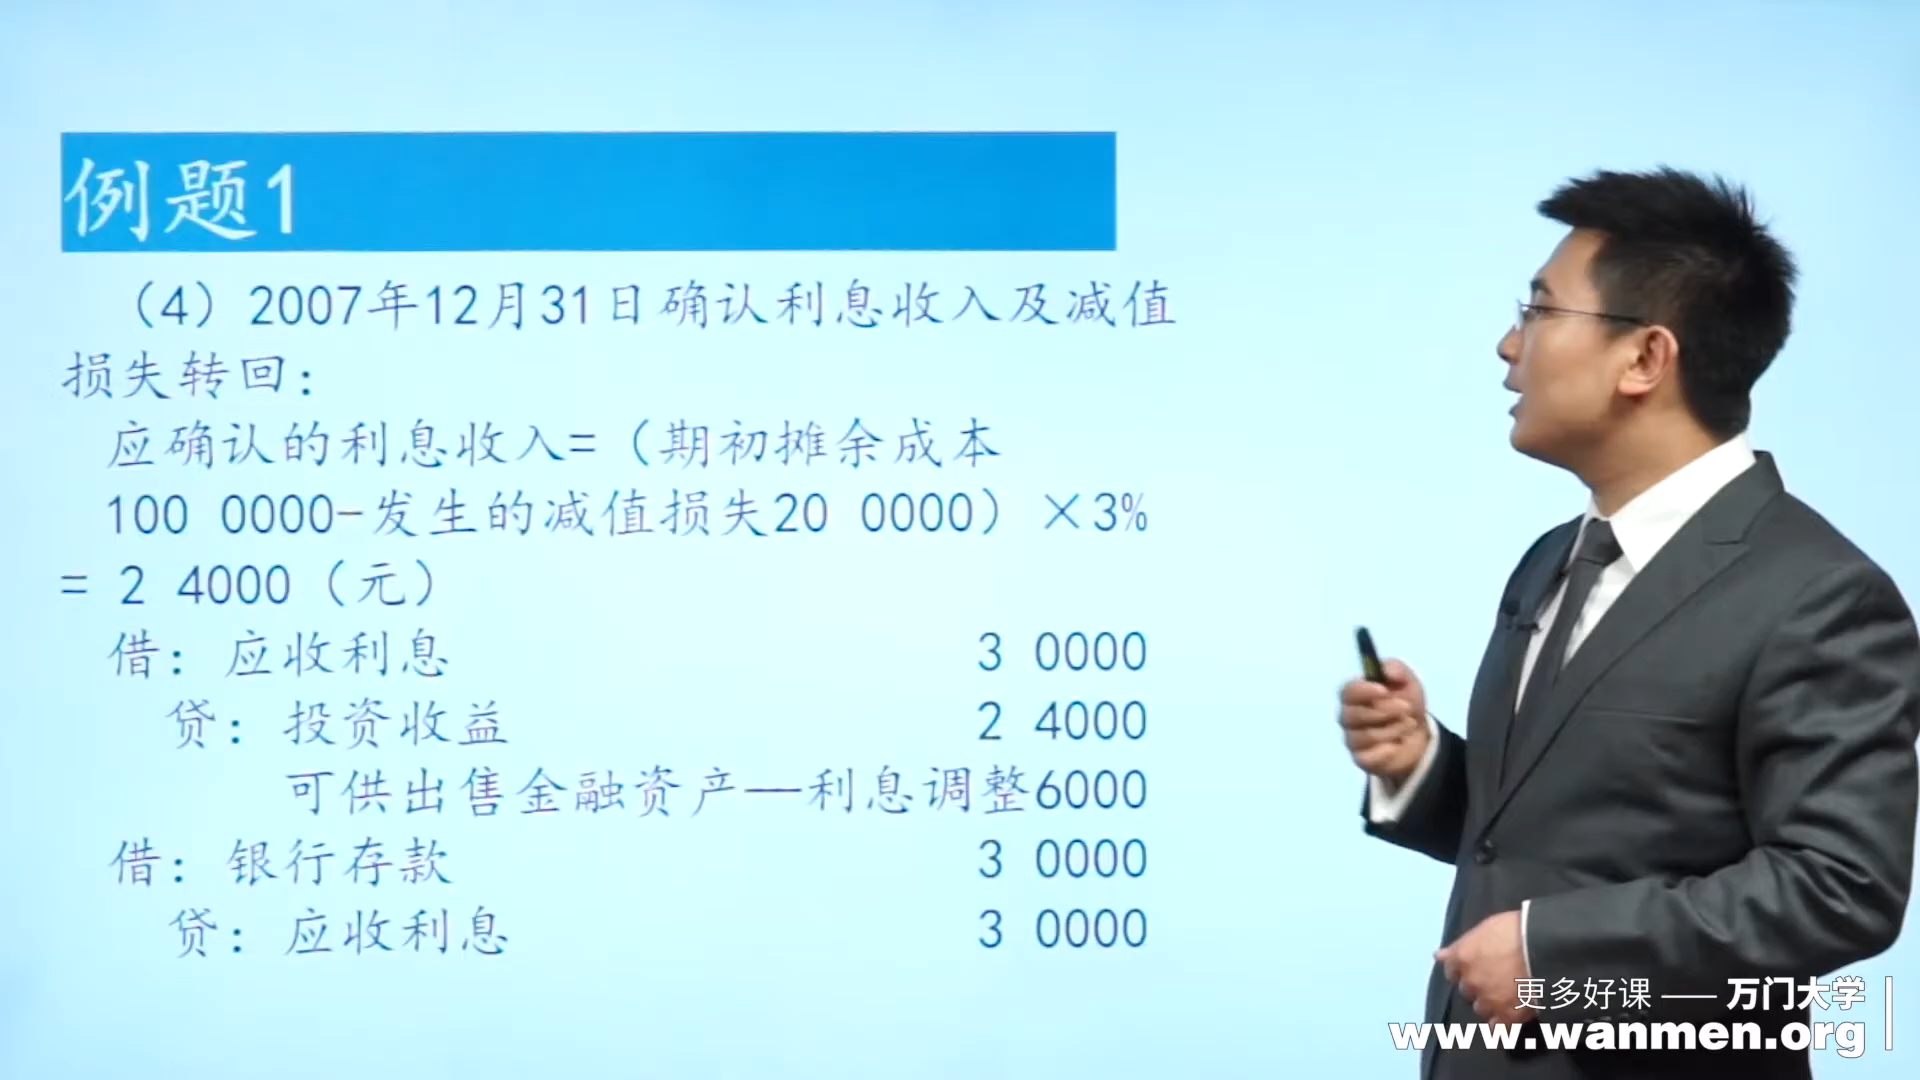 例题1
（4）2007年12月31日确认利息收入及减值
损失转回：
应确认的利息收入=（期初摊余成本
100 0000-发生的减值损失20 0000）×3%
= 2 4000（元）
借：应收利息 3 0000
贷：投资收益 2 4000
可供出售金融资产—利息调整6000
借：银行存款 3 0000
贷：应收利息 3 0000
更多好课 —— 万门大学
www.wanmen.org